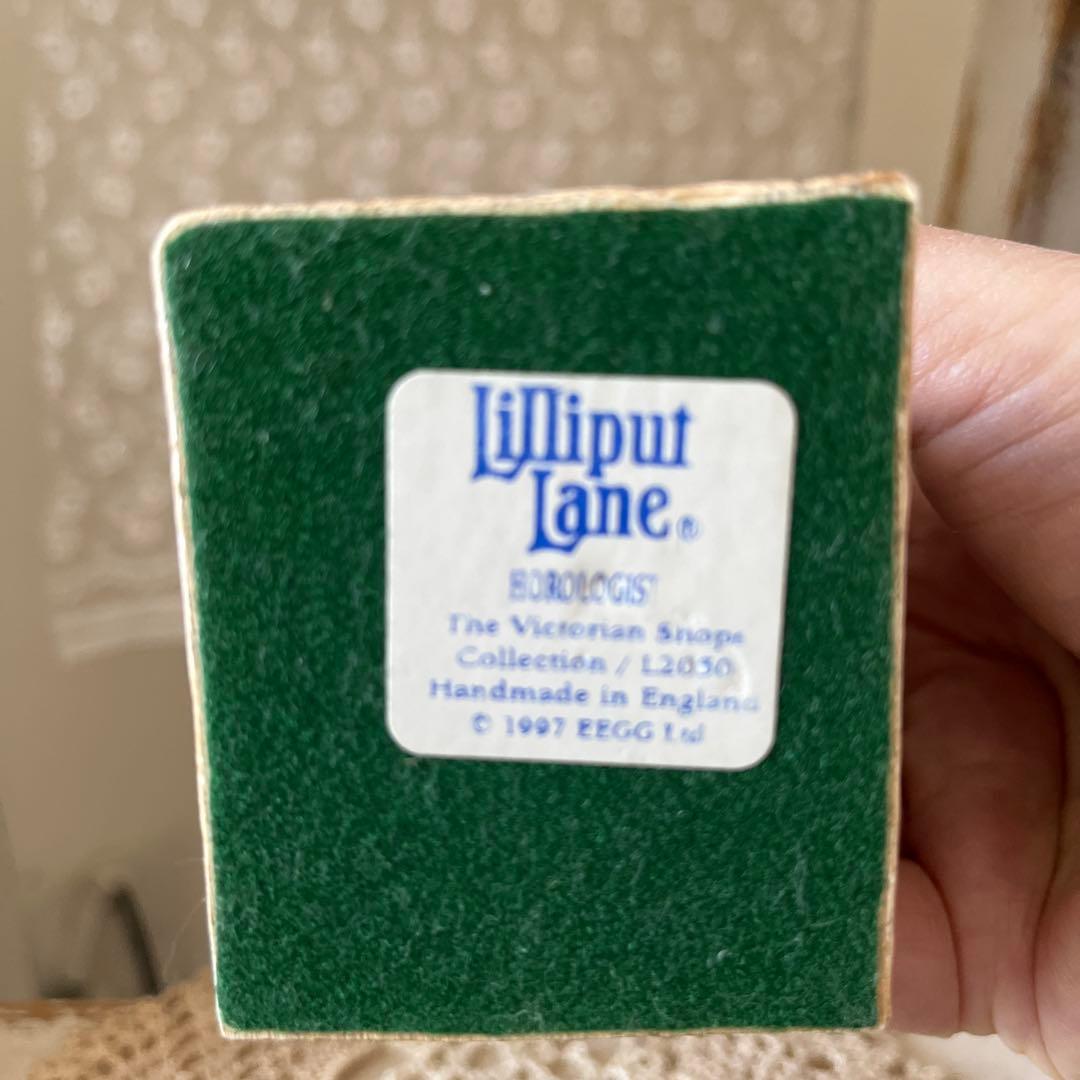 Lilliput
Lane®
HOROLOGIST
The Victorian Shops
Collection / L2050
Handmade in England
© 1997 EEGG Ltd